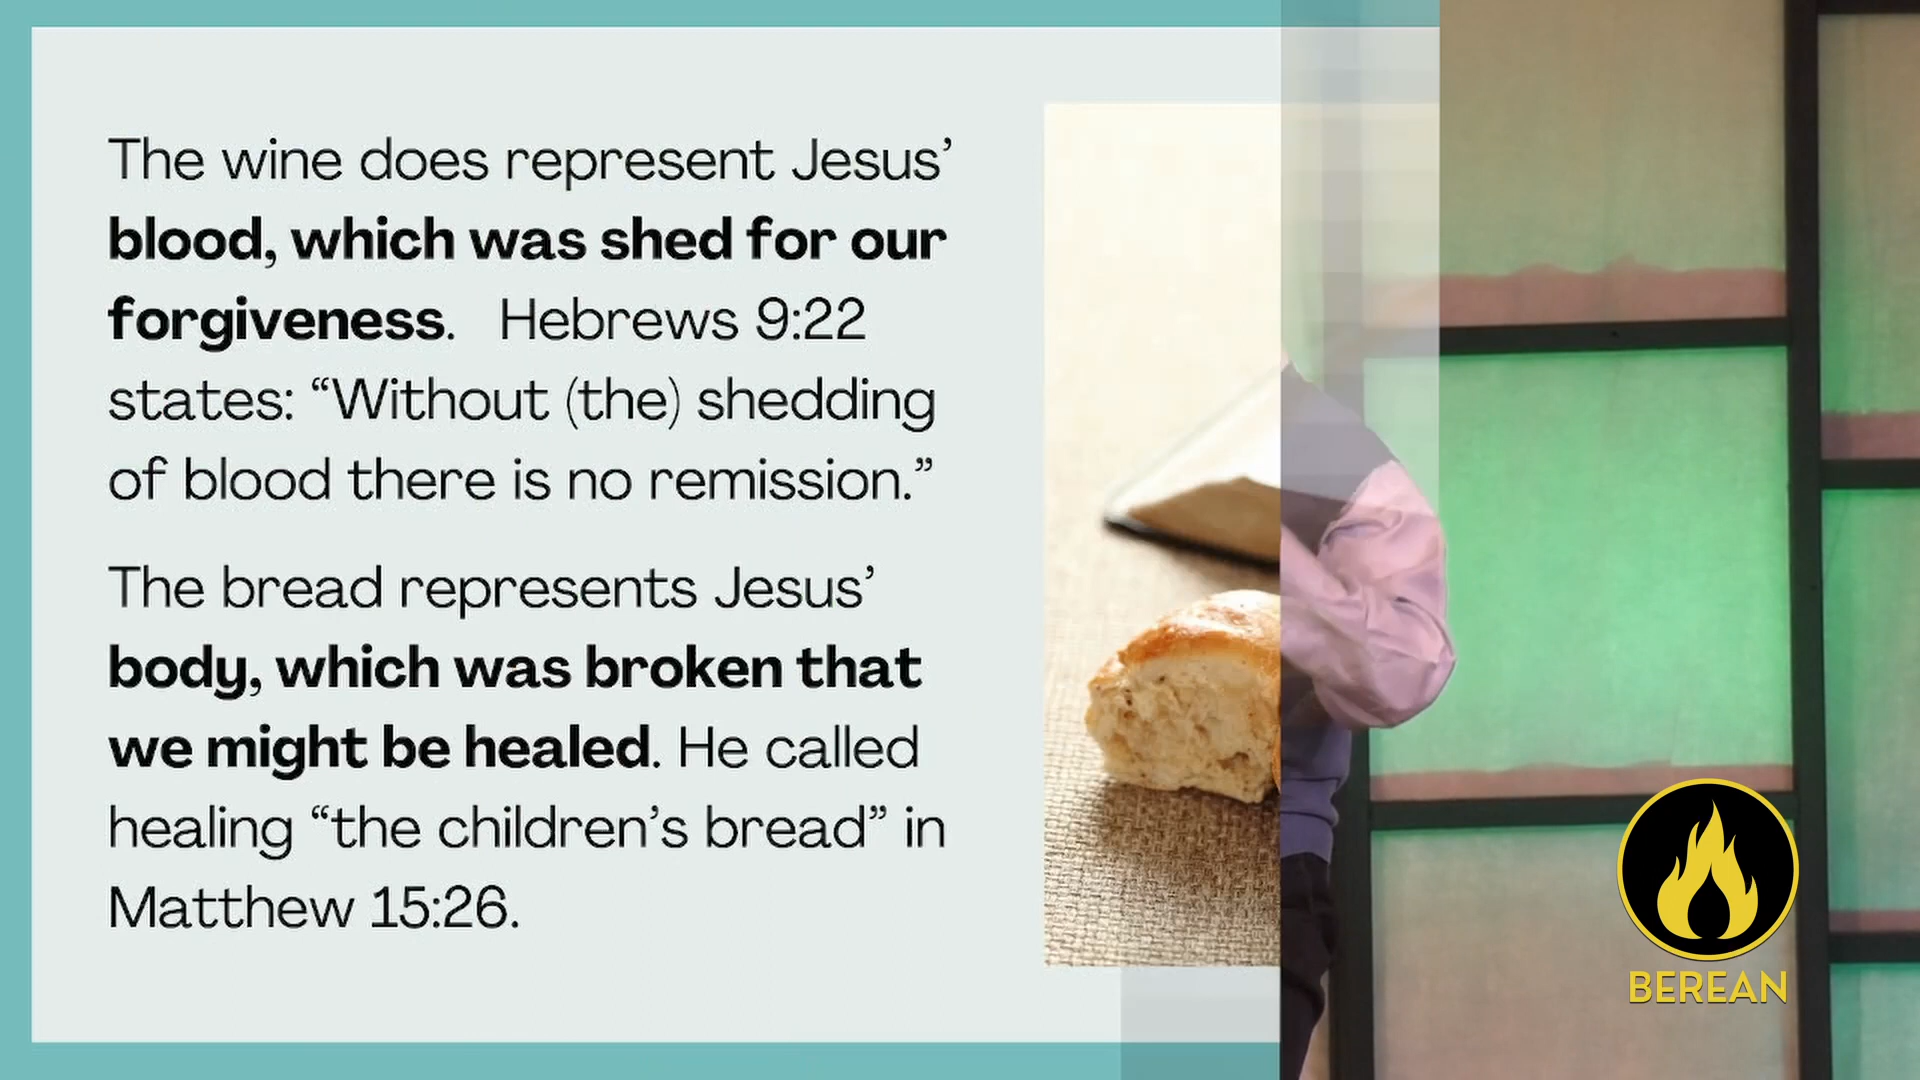 The wine does represent Jesus’
blood, which was shed for our
forgiveness. Hebrews 9:22
states: “Without (the) shedding
of blood there is no remission.”
The bread represents Jesus’
body, which was broken that
we might be healed. He called
healing “the children’s bread” in
Matthew 15:26.
BEREAN